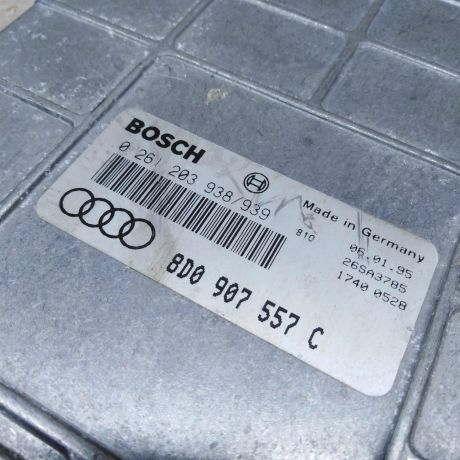 BOSCH
0 261 203 938/939
Made in Germany
810
06.01.95
26SA3785
1740 0528
8D0 907 557 C